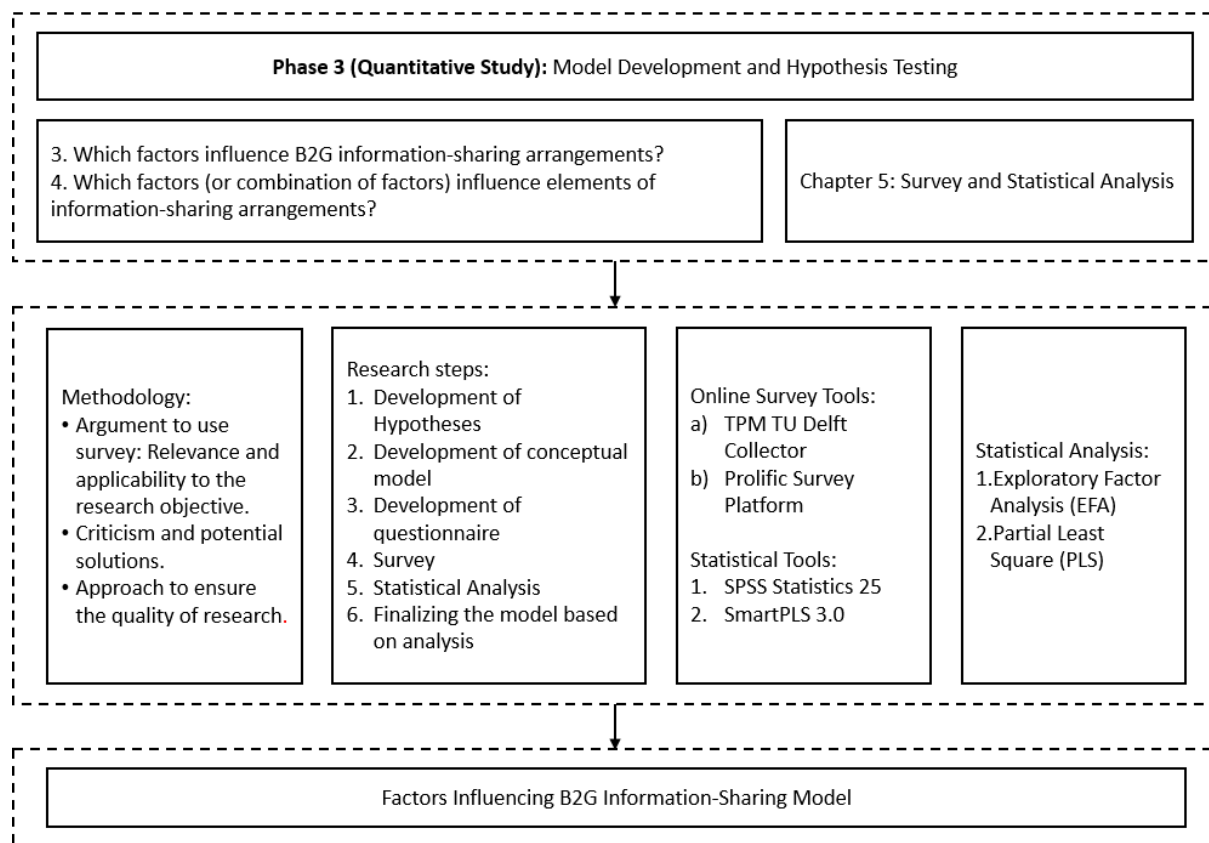 Phase 3 (Quantitative Study): Model Development and Hypothesis Testing
3. Which factors influence B2G information-sharing arrangements?
4. Which factors (or combination of factors) influence elements of
information-sharing arrangements?
Chapter 5: Survey and Statistical Analysis
Methodology:
• Argument to use
survey: Relevance and
applicability to the
research objective.
• Criticism and potential
solutions.
• Approach to ensure
the quality of research.
Research steps:
1. Development of
Hypotheses
2. Development of conceptual
model
3. Development of
questionnaire
4. Survey
5. Statistical Analysis
6. Finalizing the model based
on analysis
Online Survey Tools:
a) TPM TU Delft
Collector
b) Prolific Survey
Platform
Statistical Tools:
1. SPSS Statistics 25
2. SmartPLS 3.0
Statistical Analysis:
1.Exploratory Factor
Analysis (EFA)
2.Partial Least
Square (PLS)
Factors Influencing B2G Information-Sharing Model